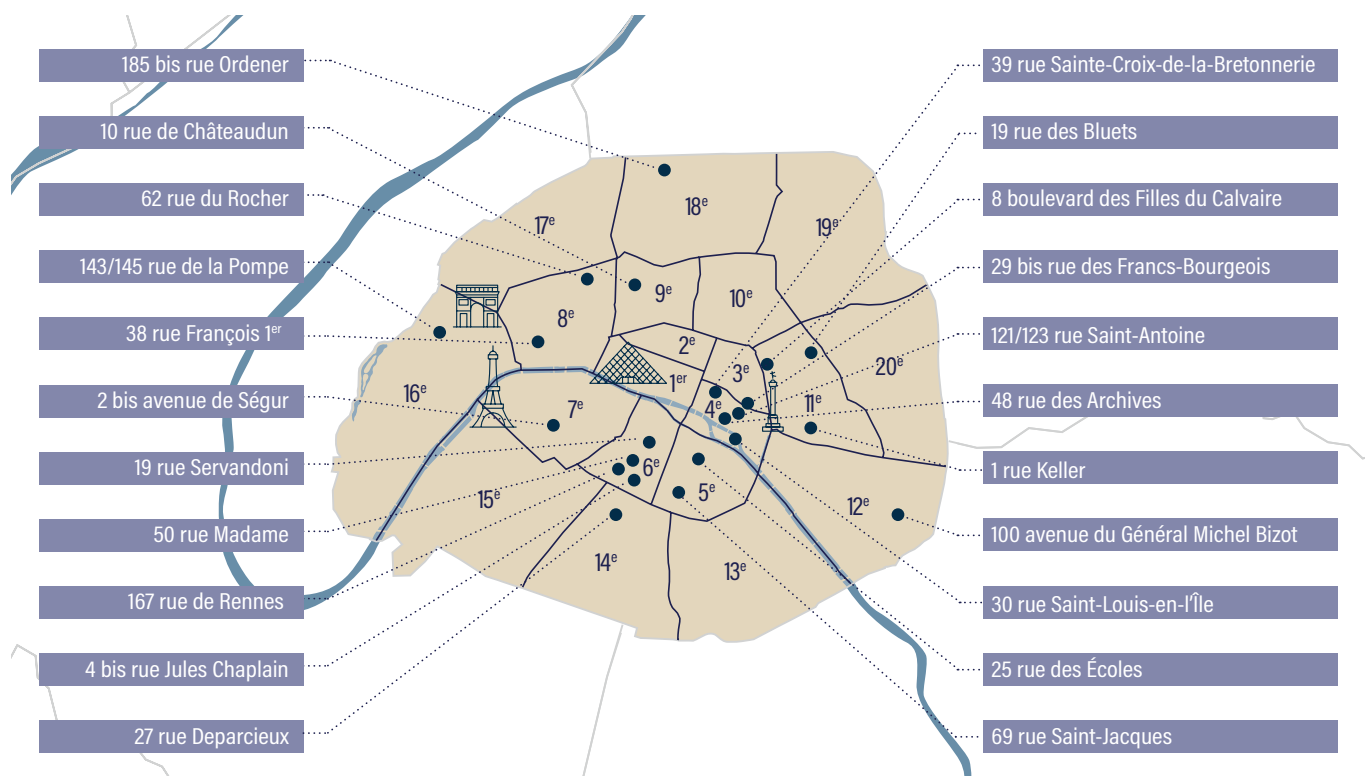 185 bis rue Ordener
10 rue de Châteaudun
62 rue du Rocher
143/145 rue de la Pompe
38 rue François 1er
2 bis avenue de Ségur
19 rue Servandoni
50 rue Madame
167 rue de Rennes
4 bis rue Jules Chaplain
27 rue Deparcieux
18e
17e
19e
9e
10e
8e
2e
3e
20e
1er
16e
7e
4e
11e
6e
5e
15e
12e
14e
13e
39 rue Sainte-Croix-de-la-Bretonnerie
19 rue des Bluets
8 boulevard des Filles du Calvaire
29 bis rue des Francs-Bourgeois
121/123 rue Saint-Antoine
48 rue des Archives
1 rue Keller
100 avenue du Général Michel Bizot
30 rue Saint-Louis-en-l'Île
25 rue des Écoles
69 rue Saint-Jacques